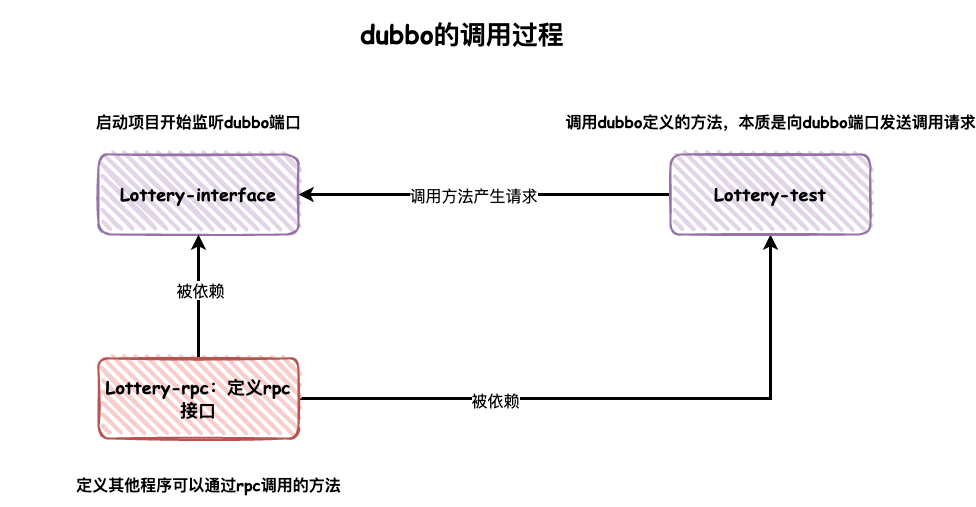 dubbo的调用过程
启动项目开始监听dubbo端口
调用dubbo定义的方法，本质是向dubbo端口发送调用请求
Lottery-interface
调用方法产生请求
Lottery-test
被依赖
Lottery-rpc：定义rpc
接口
被依赖
定义其他程序可以通过rpc调用的方法